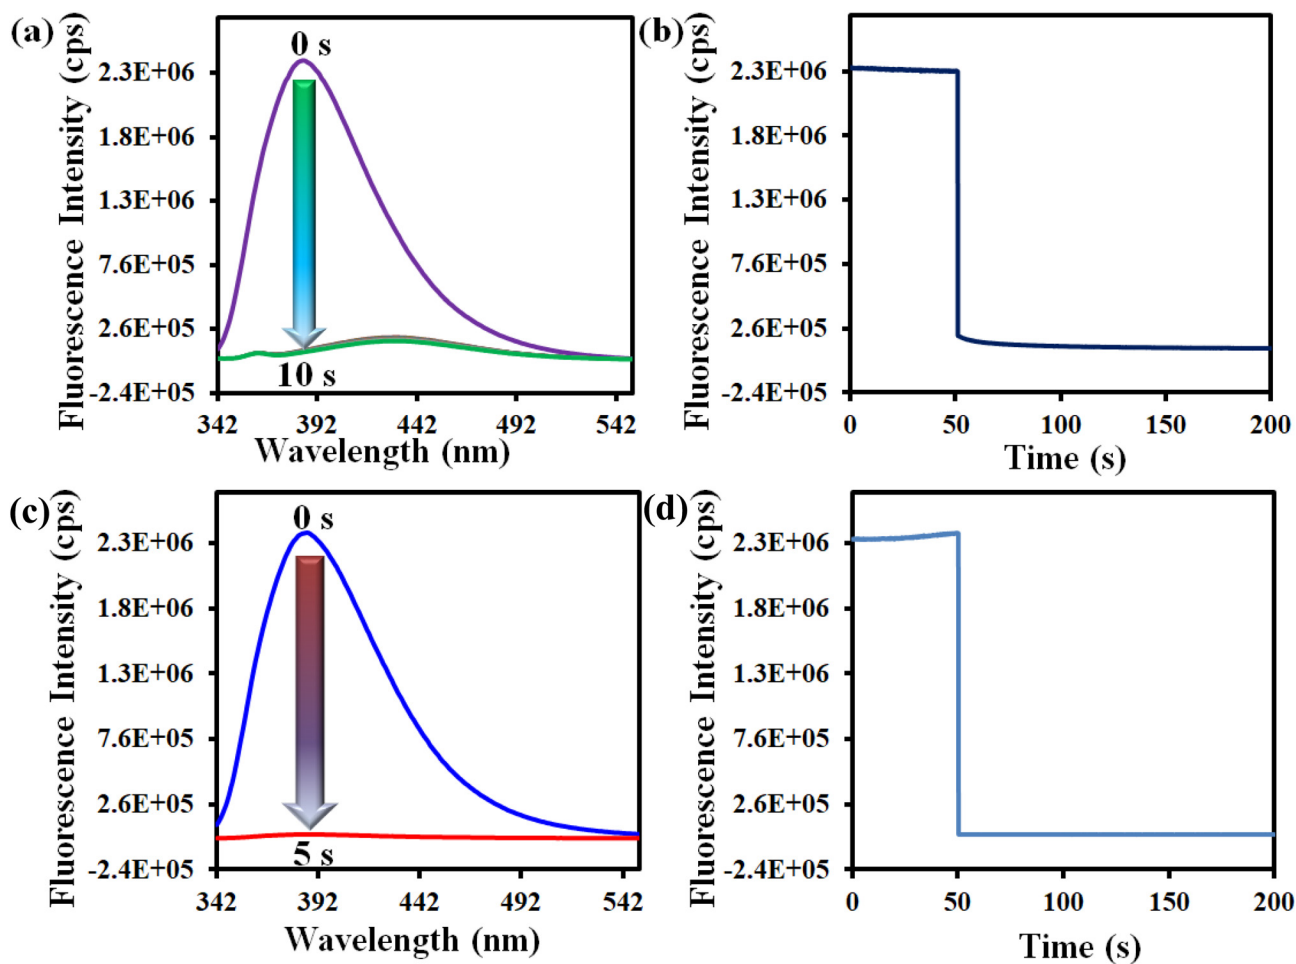 (a)
Fluorescence Intensity (cps)
2.3E+06
1.8E+06
1.3E+06
7.6E+05
2.6E+05
-2.4E+05
0 s
10 s
342 392 442 492 542
Wavelength (nm)
(b)
Fluorescence Intensity (cps)
2.3E+06
1.8E+06
1.3E+06
7.6E+05
2.6E+05
-2.4E+05
0 50 100 150 200
Time (s)
(c)
Fluorescence Intensity (cps)
2.3E+06
1.8E+06
1.3E+06
7.6E+05
2.6E+05
-2.4E+05
0 s
5 s
342 392 442 492 542
Wavelength (nm)
(d)
Fluorescence Intensity (cps)
2.3E+06
1.8E+06
1.3E+06
7.6E+05
2.6E+05
-2.4E+05
0 50 100 150 200
Time (s)